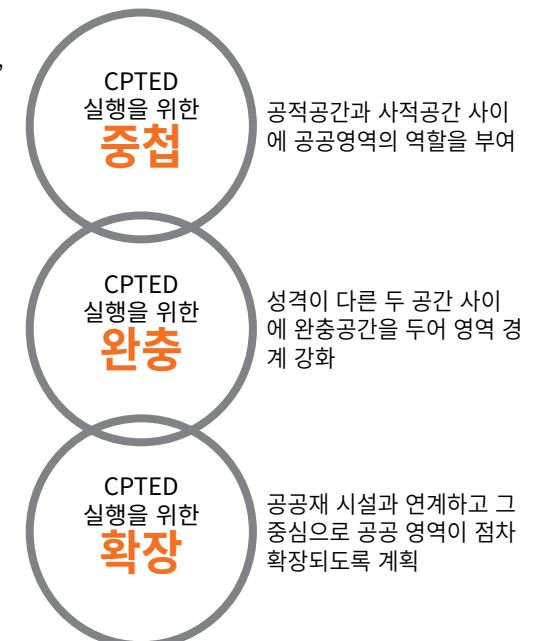 ,
CPTED
실행을 위한
중첩
공적공간과 사적공간 사이
에 공공영역의 역할을 부여
CPTED
실행을 위한
완충
성격이 다른 두 공간 사이
에 완충공간을 두어 영역 경
계 강화
CPTED
실행을 위한
확장
공공재 시설과 연계하고 그
중심으로 공공 영역이 점차
확장되도록 계획